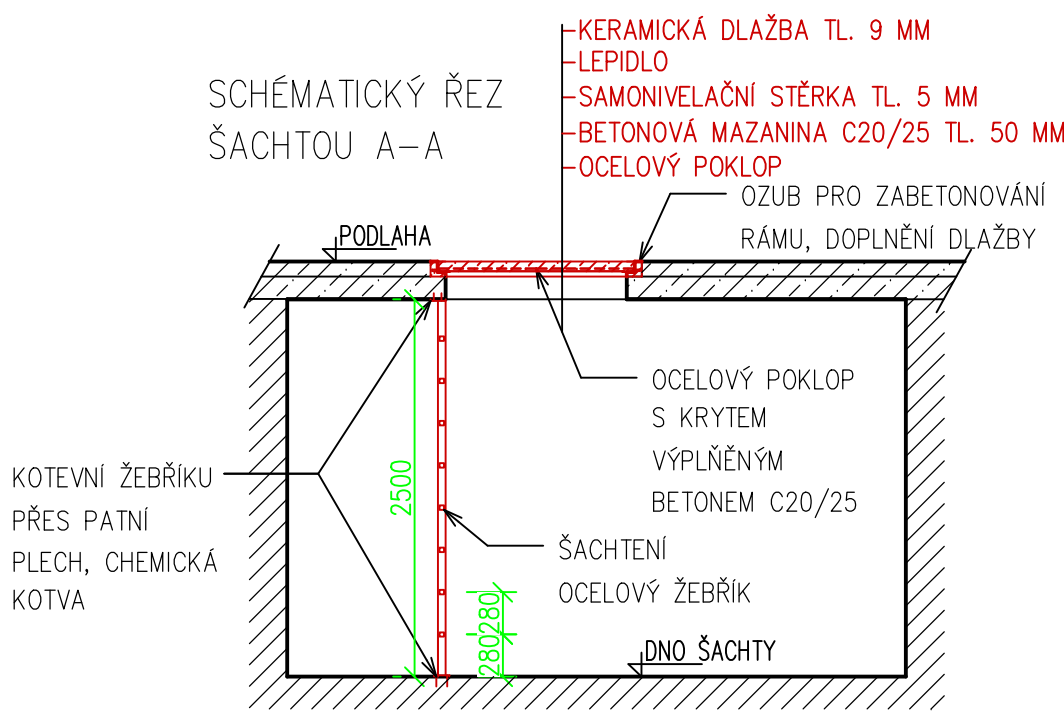 KERAMICKÁ DLAŽBA TL. 9 MM
LEPIDLO
SAMONIVELAČNÍ STĚRKA TL. 5 MM
BETONOVÁ MAZANINA C20/25 TL. 50 MM
OCELOVÝ POKLOP
SCHÉMATICKÝ ŘEZ
ŠACHTOU A-A
OZUB PRO ZABETONOVÁNÍ
RÁMU, DOPLNĚNÍ DLAŽBY
PODLAHA
OCELOVÝ POKLOP
S KRYTEM
VÝPLŇĚNÝM
BETONEM C20/25
KOTEVNÍ ŽEBŘÍKU
PŘES PATNÍ
PLECH, CHEMICKÁ
KOTVA
2500
ŠACHTENÍ
OCELOVÝ ŽEBŘÍK
280
280
DNO ŠACHTY